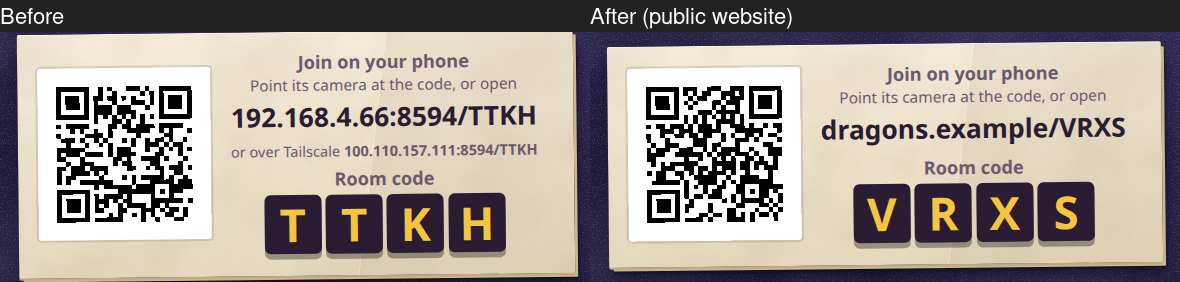 Before
Join on your phone
Point its camera at the code, or open
192.168.4.66:8594/TTKH
or over Tailscale 100.110.157.111:8594/TTKH
Room code
T T K H
After (public website)
Join on your phone
Point its camera at the code, or open
dragons.example/VRXS
Room code
V R X S